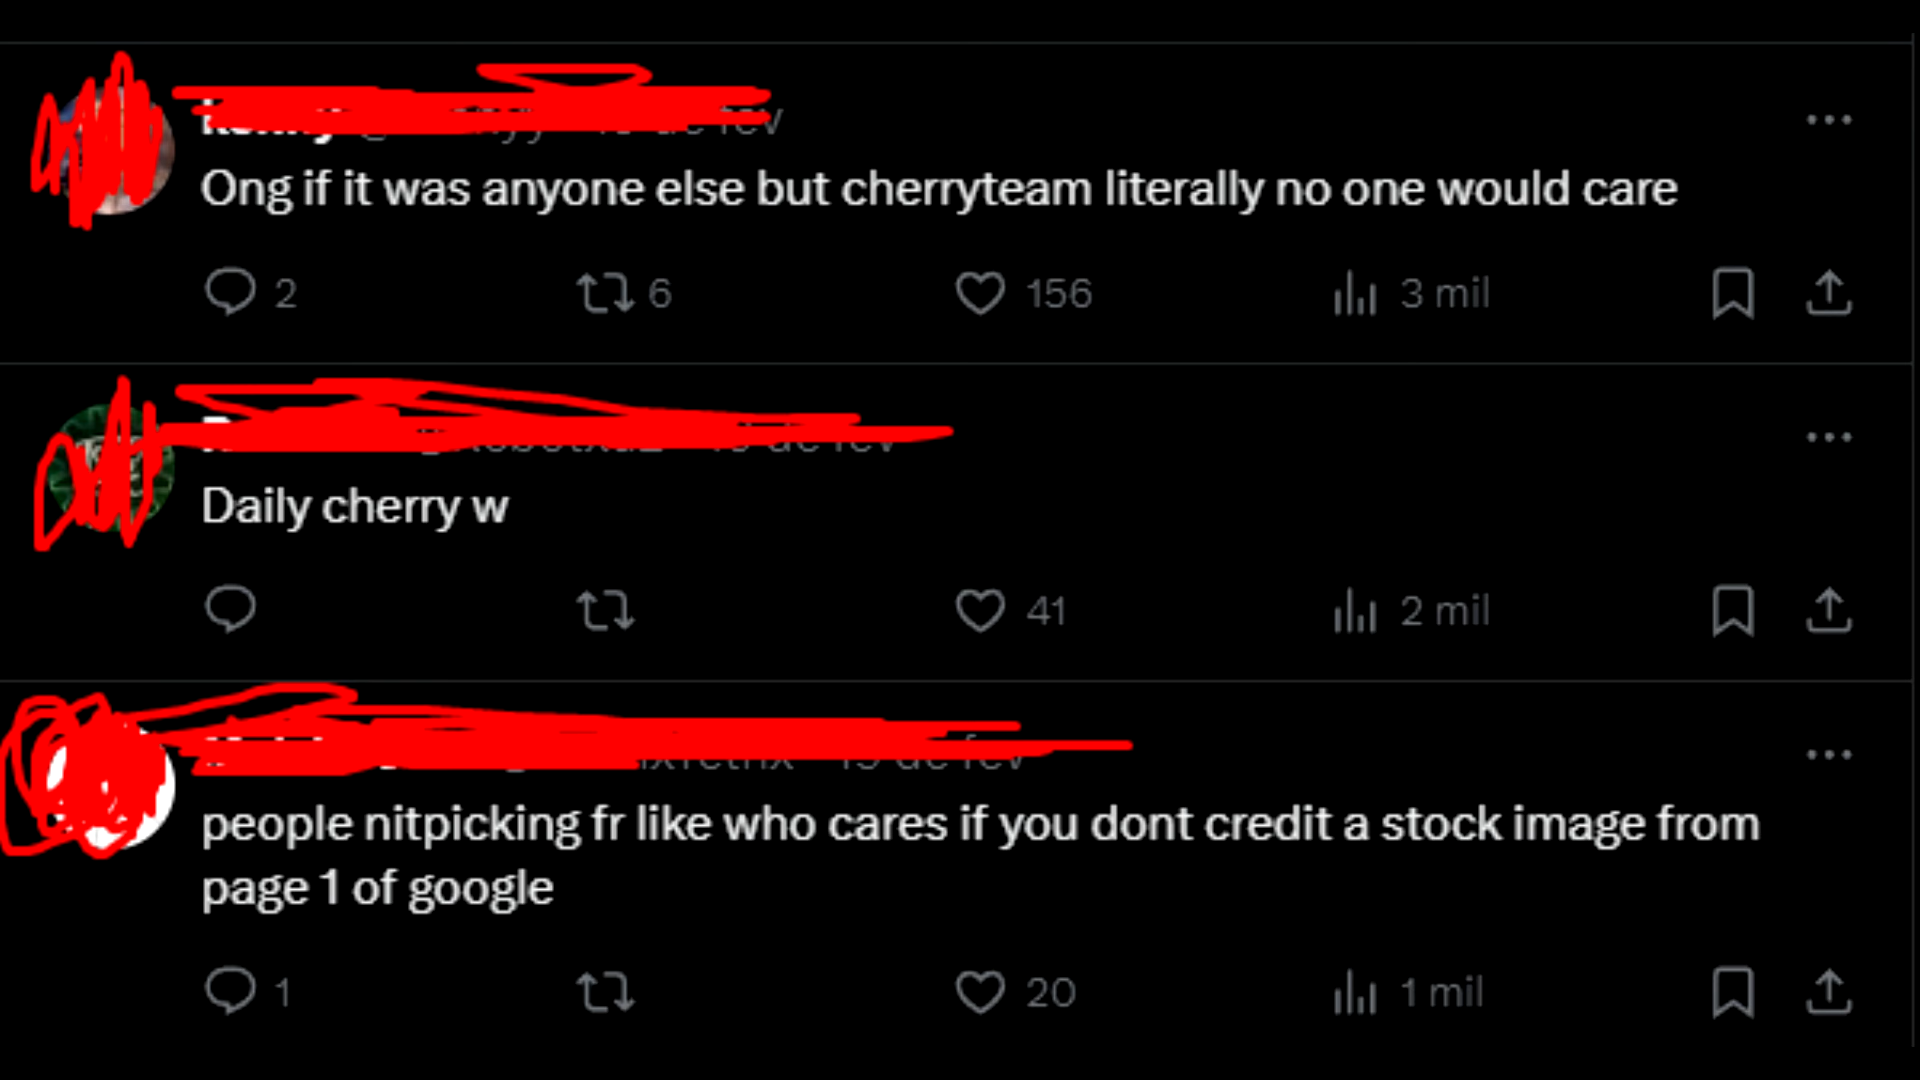 Ong if it was anyone else but cherryteam literally no one would care
2 6 156 3 mil
Daily cherry w
41 2 mil
people nitpicking fr like who cares if you dont credit a stock image from
page 1 of google
1 20 1 mil